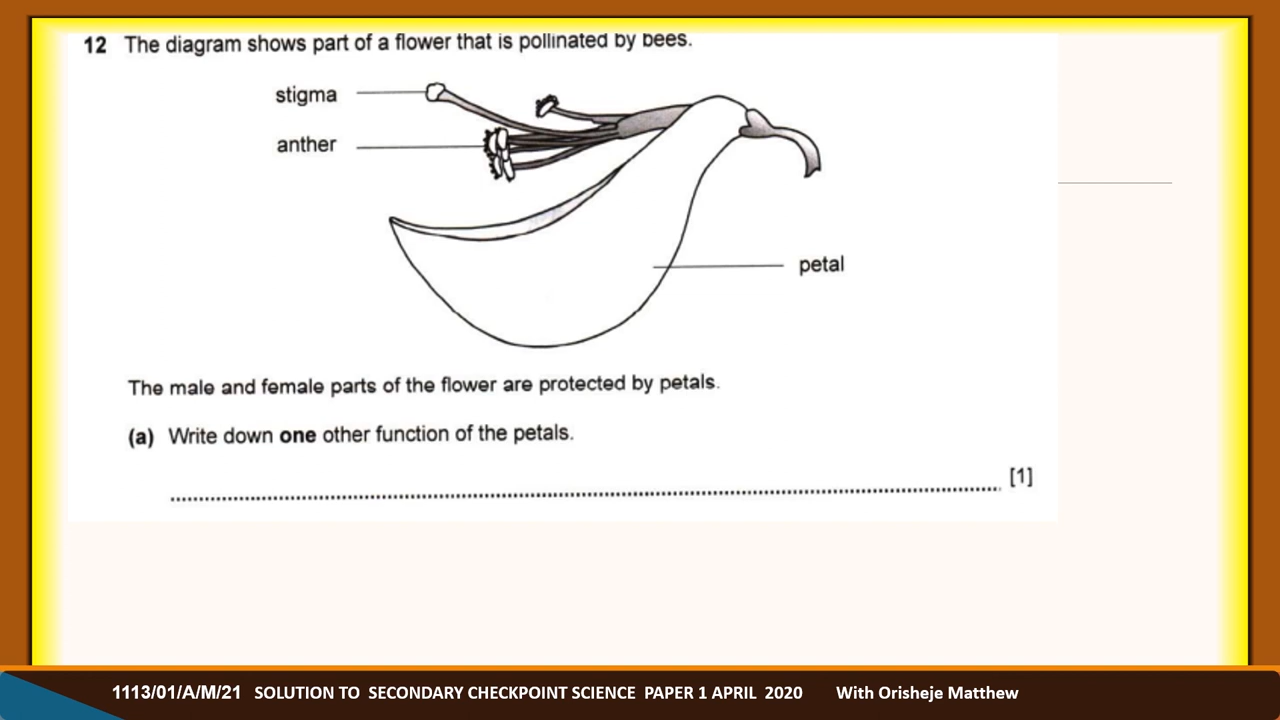 12 The diagram shows part of a flower that is pollinated by bees.
stigma
anther
petal
The male and female parts of the flower are protected by petals.
(a) Write down one other function of the petals.
[1]
1113/01/A/M/21 SOLUTION TO SECONDARY CHECKPOINT SCIENCE PAPER 1 APRIL 2020 With Orisheje Matthew